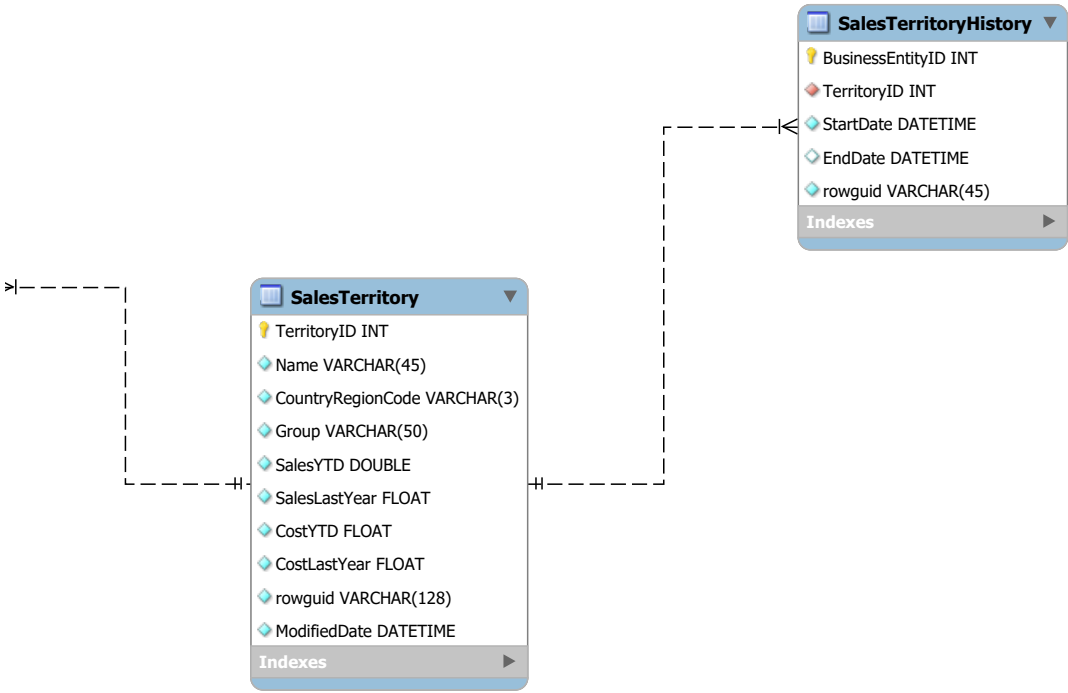 SalesTerritoryHistory
BusinessEntityID INT
TerritoryID INT
StartDate DATETIME
EndDate DATETIME
rowguid VARCHAR(45)
Indexes
SalesTerritory
TerritoryID INT
Name VARCHAR(45)
CountryRegionCode VARCHAR(3)
Group VARCHAR(50)
SalesYTD DOUBLE
SalesLastYear FLOAT
CostYTD FLOAT
CostLastYear FLOAT
rowguid VARCHAR(128)
ModifiedDate DATETIME
Indexes